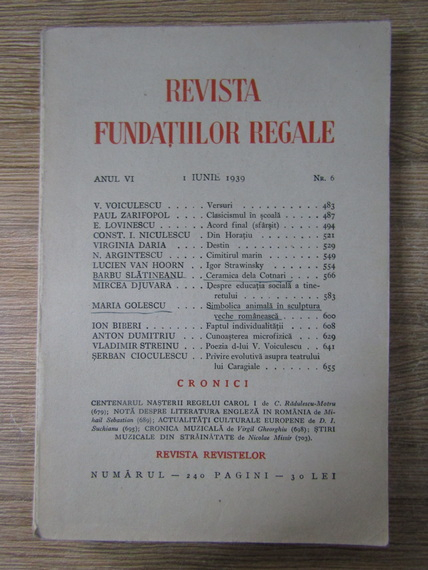 REVISTA
FUNDAȚIILOR REGALE
ANUL VI 1 IUNIE 1939 Nr. 6
V. VOICULESCU . . . . . Versuri . . . . . . . . . . 483
PAUL ZARIFOPOL . . . . Clasicismul în școală . . . . . 487
E. LOVINESCU . . . . . Acord final (sfârșit) . . . . . 494
CONST. I. NICULESCU . . Din Horațiu . . . . . . . . 521
VIRGINIA DARIA . . . . Destin . . . . . . . . . . 529
N. ARGINTESCU . . . . . Cimitirul marin . . . . . . . 549
LUCIEN VAN HOORN . . Igor Strawinsky . . . . . . . 554
BARBU SLĂTINEANU . . Ceramica dela Cotnari . . . . . 566
MIRCEA DJUVARA . . . . Despre educația socială a tine-
retului . . . . . . . . . 583
MARIA GOLESCU . . . . Simbolica animală în sculptura
veche românească . . . . . 600
ION BIBERI . . . . . . Faptul individualității . . . . 608
ANTON DUMITRIU . . . Cunoașterea microfizică . . . . 629
VLADIMIR STREINU . . . Poezia d-lui V. Voiculescu . . . 641
ȘERBAN CIOCULESCU . . Privire evolutivă asupra teatrului
lui Caragiale . . . . . . . 655
CRONICI
CENTENARUL NAȘTERII REGELUI CAROL I de C. Rădulescu-Motru
(679); NOTĂ DESPRE LITERATURA ENGLEZĂ IN ROMÂNIA de Mi-
hail Sebastian (689); ACTUALITĂȚI CULTURALE EUROPENE de D. I.
Suchianu (693); CRONICA MUZICALĂ de Virgil Gheorghiu (698); ȘTIRI
MUZICALE DIN STRĂINĂTATE de Nicolae Missir (703).
REVISTA REVISTELOR
NUMĂRUL — 240 PAGINI — 30 LEI